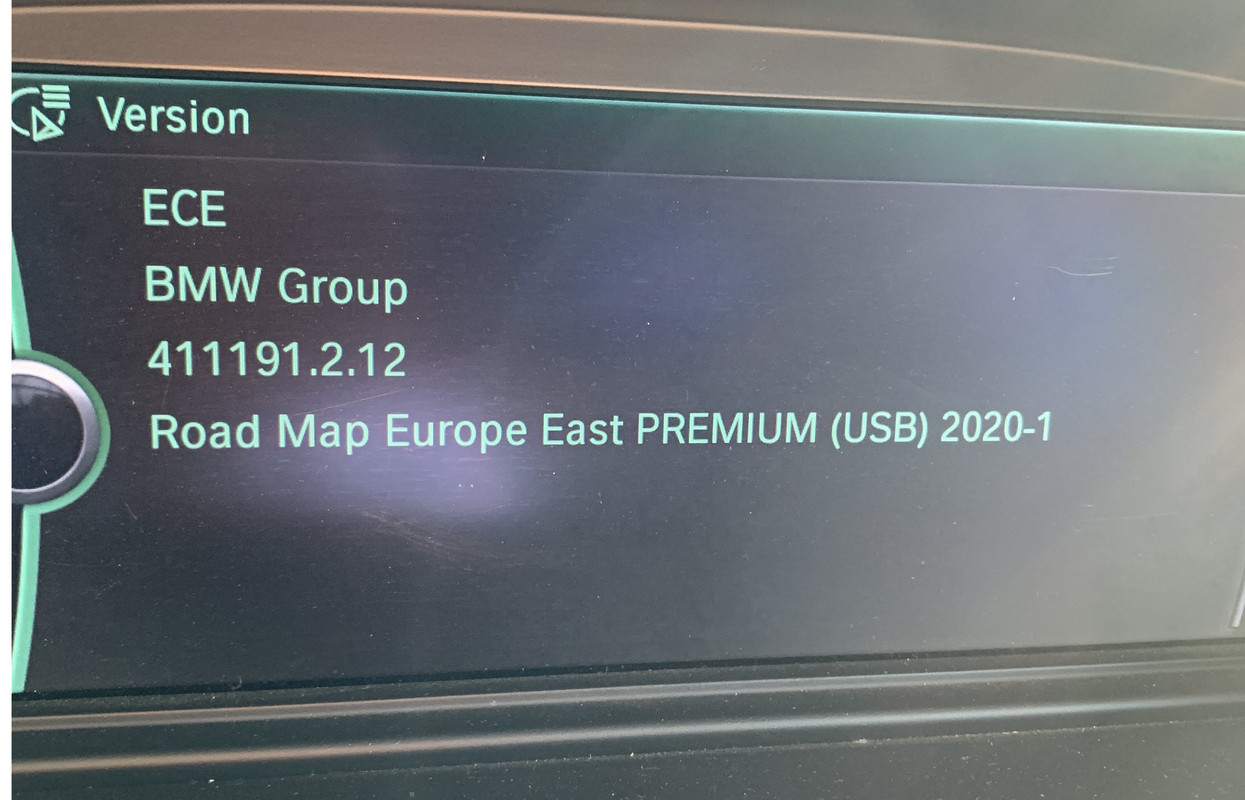 Version
ECE
BMW Group
411191.2.12
Road Map Europe East PREMIUM (USB) 2020-1